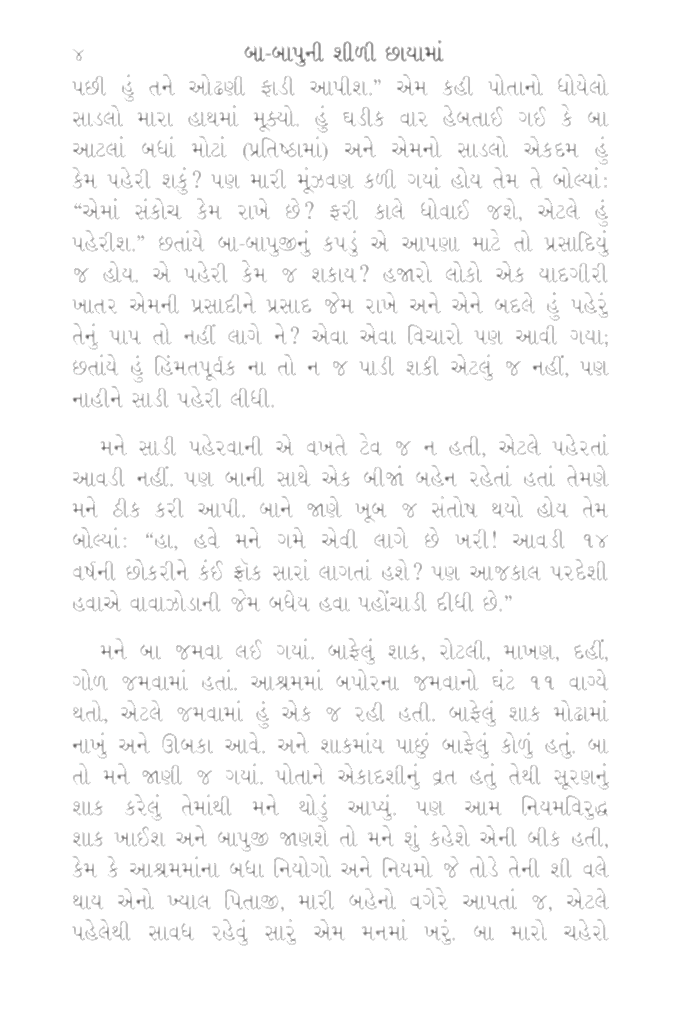 ૪ બા-બાપુની શીળી છાયામાં
પછી હું તને ઓઢણી ફાડી આપીશ.” એમ કહી પોતાનો ધોયેલો
સાડલો મારા હાથમાં મૂક્યો. હું ઘડીક વાર હેબતાઈ ગઈ કે બા
આટલાં બધાં મોટાં (પ્રતિષ્ઠામાં) અને એમનો સાડલો એકદમ હું
કેમ પહેરી શકું? પણ મારી મૂંઝવણ કળી ગયાં હોય તેમ તે બોલ્યાં:
“એમાં સંકોચ કેમ રાખે છે? ફરી કાલે ધોવાઈ જશે, એટલે હું
પહેરીશ.” છતાંયે બા-બાપુજીનું કપડું એ આપણા માટે તો પ્રસાદિયું
જ હોય. એ પહેરી કેમ જ શકાય? હજારો લોકો એક યાદગીરી
ખાતર એમની પ્રસાદીને પ્રસાદ જેમ રાખે અને એને બદલે હું પહેરું
તેનું પાપ તો નહીં લાગે ને? એવા એવા વિચારો પણ આવી ગયા;
છતાંયે હું હિંમતપૂર્વક ના તો ન જ પાડી શકી એટલું જ નહીં, પણ
નાહીને સાડી પહેરી લીધી.
મને સાડી પહેરવાની એ વખતે ટેવ જ ન હતી, એટલે પહેરતાં
આવડી નહીં. પણ બાની સાથે એક બીજાં બહેન રહેતાં હતાં તેમણે
મને ઠીક કરી આપી. બાને જાણે ખૂબ જ સંતોષ થયો હોય તેમ
બોલ્યાં: “હા, હવે મને ગમે એવી લાગે છે ખરી! આવડી ૧૪
વર્ષની છોકરીને કંઈ ફ્રૉક સારાં લાગતાં હશે? પણ આજકાલ પરદેશી
હવાએ વાવાઝોડાની જેમ બધેય હવા પહોંચાડી દીધી છે.”
મને બા જમવા લઈ ગયાં. બાફેલું શાક, રોટલી, માખણ, દહીં,
ગોળ જમવામાં હતાં. આશ્રમમાં બપોરના જમવાનો ઘંટ ૧૧ વાગ્યે
થતો, એટલે જમવામાં હું એક જ રહી હતી. બાફેલું શાક મોઢામાં
નાખું અને ઊબકા આવે. અને શાકમાંય પાછું બાફેલું કોળું હતું. બા
તો મને જાણી જ ગયાં. પોતાને એકાદશીનું વ્રત હતું તેથી સૂરણનું
શાક કરેલું તેમાંથી મને થોડું આપ્યું. પણ આમ નિયમવિરુદ્ધ
શાક ખાઈશ અને બાપુજી જાણશે તો મને શું કહેશે એની બીક હતી,
કેમ કે આશ્રમમાંના બધા નિયોગો અને નિયમો જે તોડે તેની શી વલે
થાય એનો ખ્યાલ પિતાજી, મારી બહેનો વગેરે આપતાં જ, એટલે
પહેલેથી સાવધ રહેવું સારું એમ મનમાં ખરું. બા મારો ચહેરો